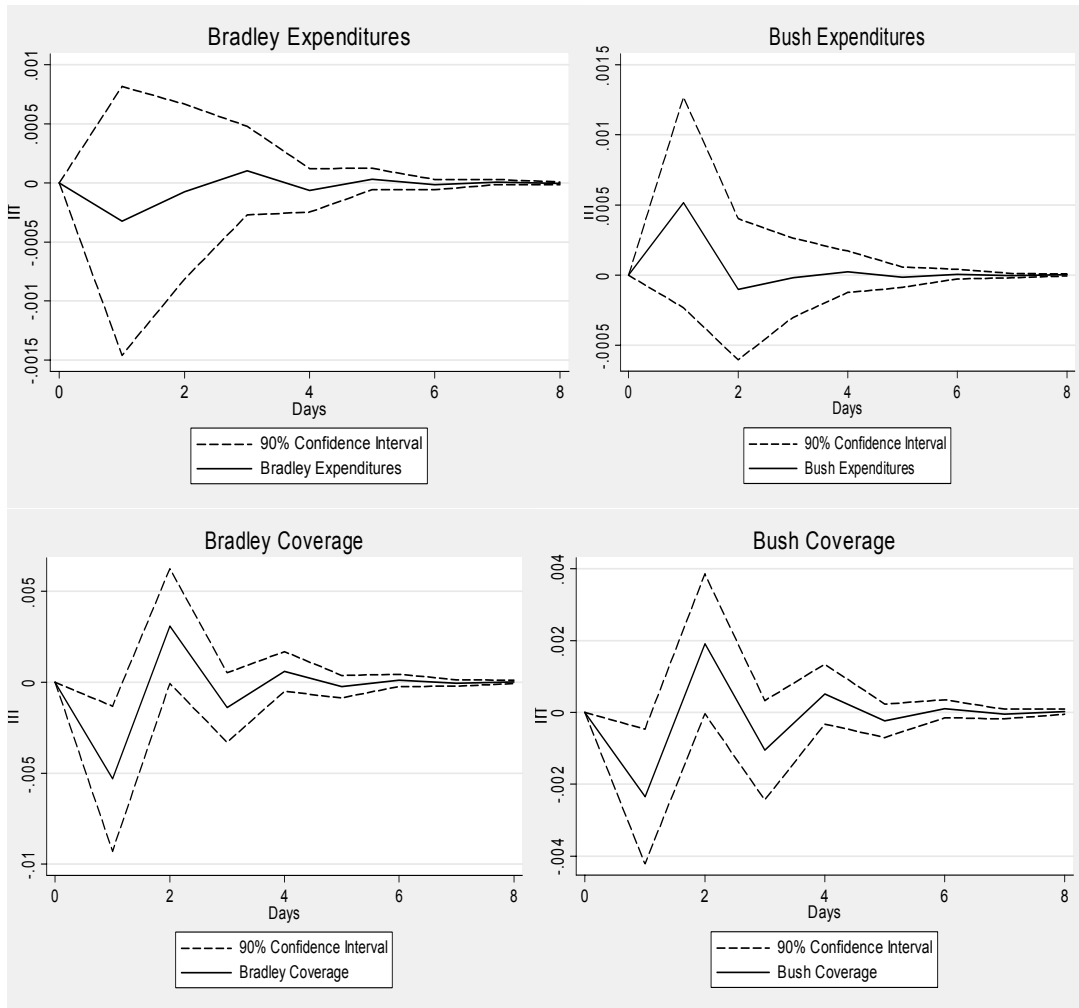 Bradley Expenditures
.001
.0005
0
-.0005
-.001
-.0015
Irf
0 2 4 6 8
Days
90% Confidence Interval
Bradley Expenditures
Bush Expenditures
.0015
.001
.0005
0
-.0005
0 2 4 6 8
Days
90% Confidence Interval
Bush Expenditures
Bradley Coverage
.005
0
-.005
-.01
0 2 4 6 8
Days
90% Confidence Interval
Bradley Coverage
Bush Coverage
.004
.002
0
-.002
-.004
Irf
0 2 4 6 8
Days
90% Confidence Interval
Bush Coverage